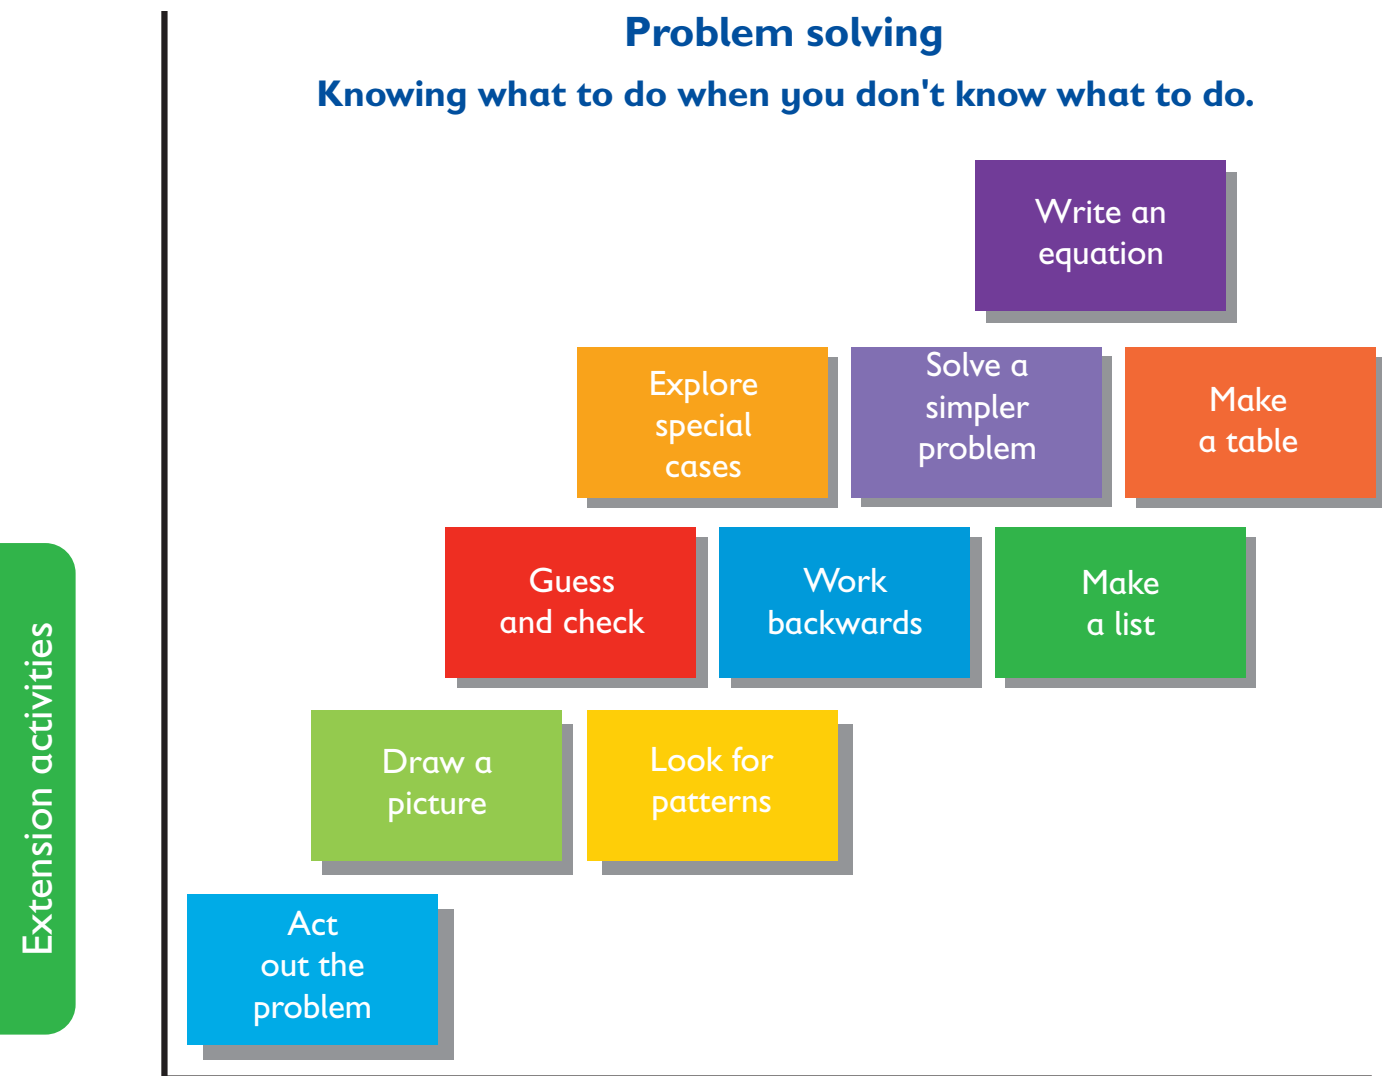 Problem solving
Knowing what to do when you don't know what to do.
Write an
equation
Explore
special
cases
Solve a
simpler
problem
Make
a table
Guess
and check
Work
backwards
Make
a list
Draw a
picture
Look for
patterns
Act
out the
problem
Extension activities